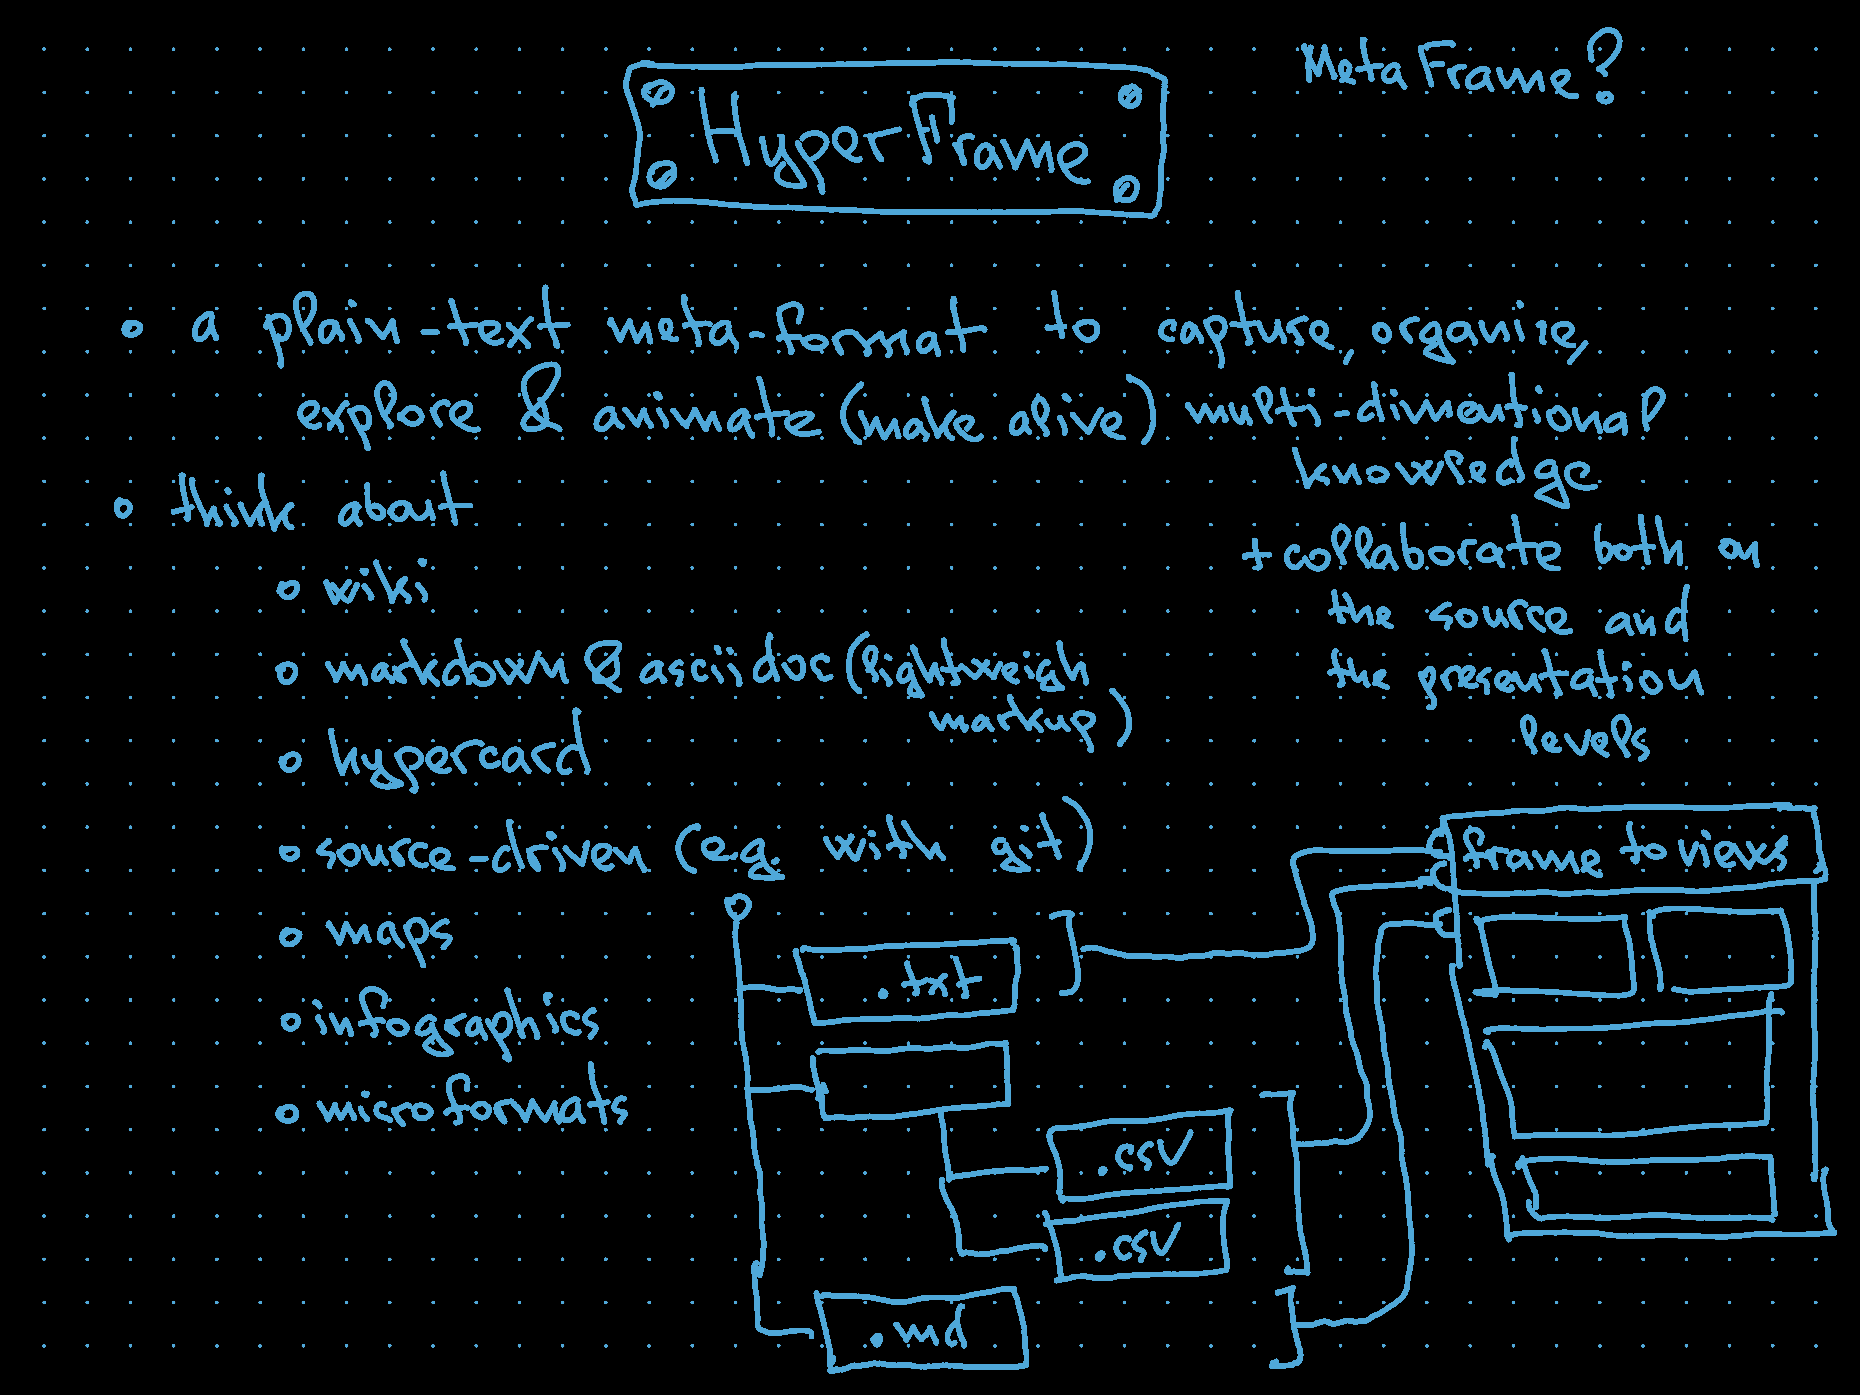 MetaFrame?
HyperFrame
a plain-text meta-format to capture, organize,
explore & animate (make alive) multi-dimentional
knowledge
+ collaborate both on
the source and
the presentation
levels
think about
wiki
markdown & asciidoc (lightweigh
markup)
hypercard
source-driven (e.g. with git)
maps
infographics
microformats
frame to views
.txt
.csv
.csv
.md